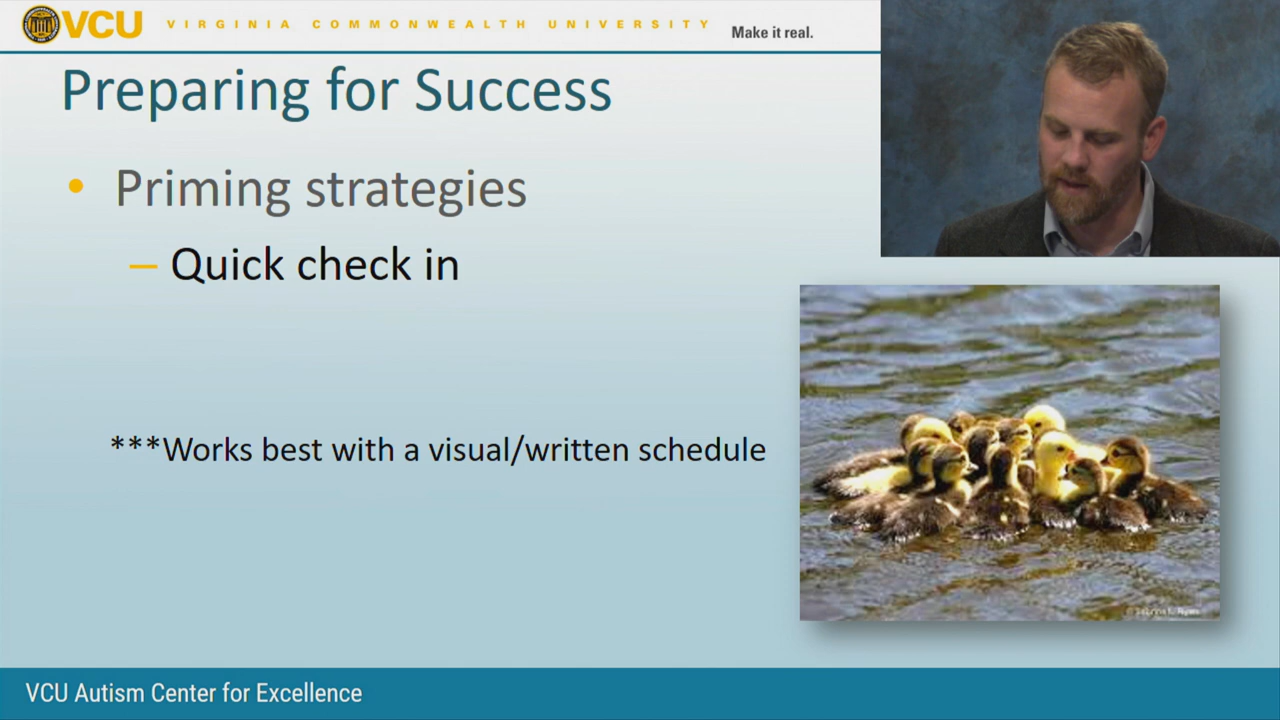 VCU VIRGINIA COMMONWEALTH UNIVERSITY Make it real.
Preparing for Success
• Priming strategies
– Quick check in
***Works best with a visual/written schedule
VCU Autism Center for Excellence